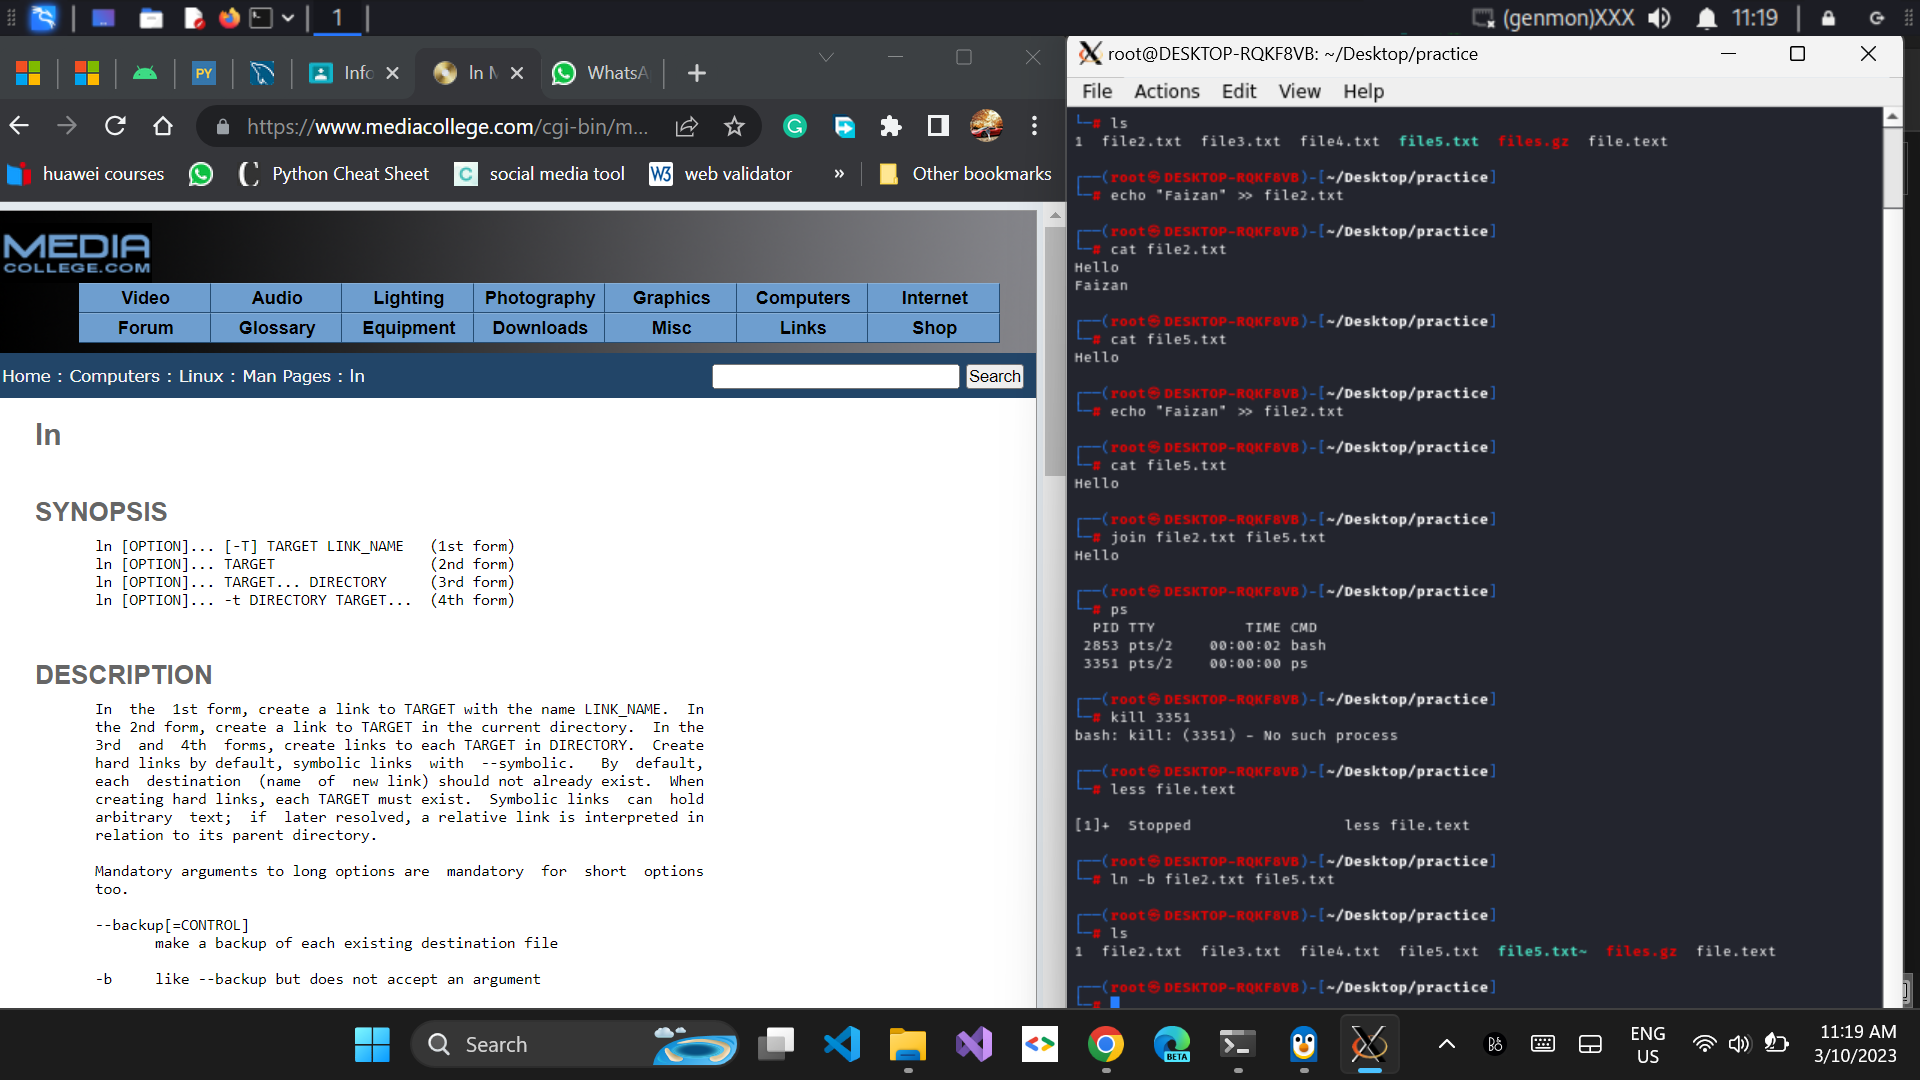 1
(genmon)XXX
11:19
Info
ln M
WhatsA
https://www.mediacollege.com/cgi-bin/m...
huawei courses
Python Cheat Sheet
social media tool
web validator
»
Other bookmarks
MEDIA
COLLEGE.COM
Video Audio Lighting Photography Graphics Computers Internet
Forum Glossary Equipment Downloads Misc Links Shop
Home : Computers : Linux : Man Pages : ln
Search
ln
SYNOPSIS
ln [OPTION]... [-T] TARGET LINK_NAME   (1st form)
ln [OPTION]... TARGET                  (2nd form)
ln [OPTION]... TARGET... DIRECTORY     (3rd form)
ln [OPTION]... -t DIRECTORY TARGET...  (4th form)
DESCRIPTION
In  the  1st form, create a link to TARGET with the name LINK_NAME.  In
the 2nd form, create a link to TARGET in the current directory.  In the
3rd  and  4th  forms, create links to each TARGET in DIRECTORY.  Create
hard links by default, symbolic links  with  --symbolic.   By  default,
each  destination  (name  of  new link) should not already exist.  When
creating hard links, each TARGET must exist.  Symbolic links  can  hold
arbitrary  text;  if  later resolved, a relative link is interpreted in
relation to its parent directory.
Mandatory arguments to long options are  mandatory  for  short  options
too.
--backup[=CONTROL]
make a backup of each existing destination file
-b     like --backup but does not accept an argument
root@DESKTOP-RQKF8VB: ~/Desktop/practice
File Actions Edit View Help
└─# ls
1  file2.txt  file3.txt  file4.txt  file5.txt  files.gz  file.text
┌──(root㉿DESKTOP-RQKF8VB)-[~/Desktop/practice]
└─# echo "Faizan" >> file2.txt
┌──(root㉿DESKTOP-RQKF8VB)-[~/Desktop/practice]
└─# cat file2.txt
Hello
Faizan
┌──(root㉿DESKTOP-RQKF8VB)-[~/Desktop/practice]
└─# cat file5.txt
Hello
┌──(root㉿DESKTOP-RQKF8VB)-[~/Desktop/practice]
└─# echo "Faizan" >> file2.txt
┌──(root㉿DESKTOP-RQKF8VB)-[~/Desktop/practice]
└─# cat file5.txt
Hello
┌──(root㉿DESKTOP-RQKF8VB)-[~/Desktop/practice]
└─# join file2.txt file5.txt
Hello
┌──(root㉿DESKTOP-RQKF8VB)-[~/Desktop/practice]
└─# ps
PID TTY          TIME CMD
2853 pts/2    00:00:02 bash
3351 pts/2    00:00:00 ps
┌──(root㉿DESKTOP-RQKF8VB)-[~/Desktop/practice]
└─# kill 3351
bash: kill: (3351) - No such process
┌──(root㉿DESKTOP-RQKF8VB)-[~/Desktop/practice]
└─# less file.text
[1]+  Stopped                 less file.text
┌──(root㉿DESKTOP-RQKF8VB)-[~/Desktop/practice]
└─# ln -b file2.txt file5.txt
┌──(root㉿DESKTOP-RQKF8VB)-[~/Desktop/practice]
└─# ls
1  file2.txt  file3.txt  file4.txt  file5.txt  file5.txt~  files.gz  file.text
┌──(root㉿DESKTOP-RQKF8VB)-[~/Desktop/practice]
└─#
PY
C
W3
Search
BETA
ENG
US
11:19 AM
3/10/2023